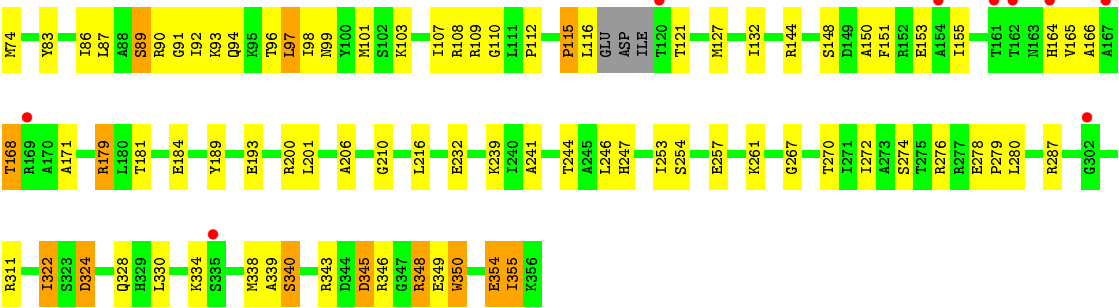 M74 Y83 I86 L87 A88 S89 R90 G91 I92 K93 Q94 K95 T96 L97 I98 N99 Y100 M101 S102 K103 I107 R108 R109 G110 L111 P112 P115 L116 GLU ASP ILE T120 T121 M127 I132 R144 S148 D149 A150 F151 R152 E153 A154 I155 T161 T162 N163 H164 V165 A166 A167
T168 R169 A170 A171 R179 L180 T181 E184 Y189 E193 R200 L201 A206 G210 L216 E232 K239 I240 A241 T244 A245 L246 H247 I253 S254 E257 K261 G267 T270 I271 I272 A273 S274 T275 R276 R277 E278 P279 L280 R287 G302
R311 I322 S323 D324 Q328 H329 L330 K334 S335 M338 A339 S340 R343 D344 D345 R346 G347 R348 E349 W350 E354 I355 K356